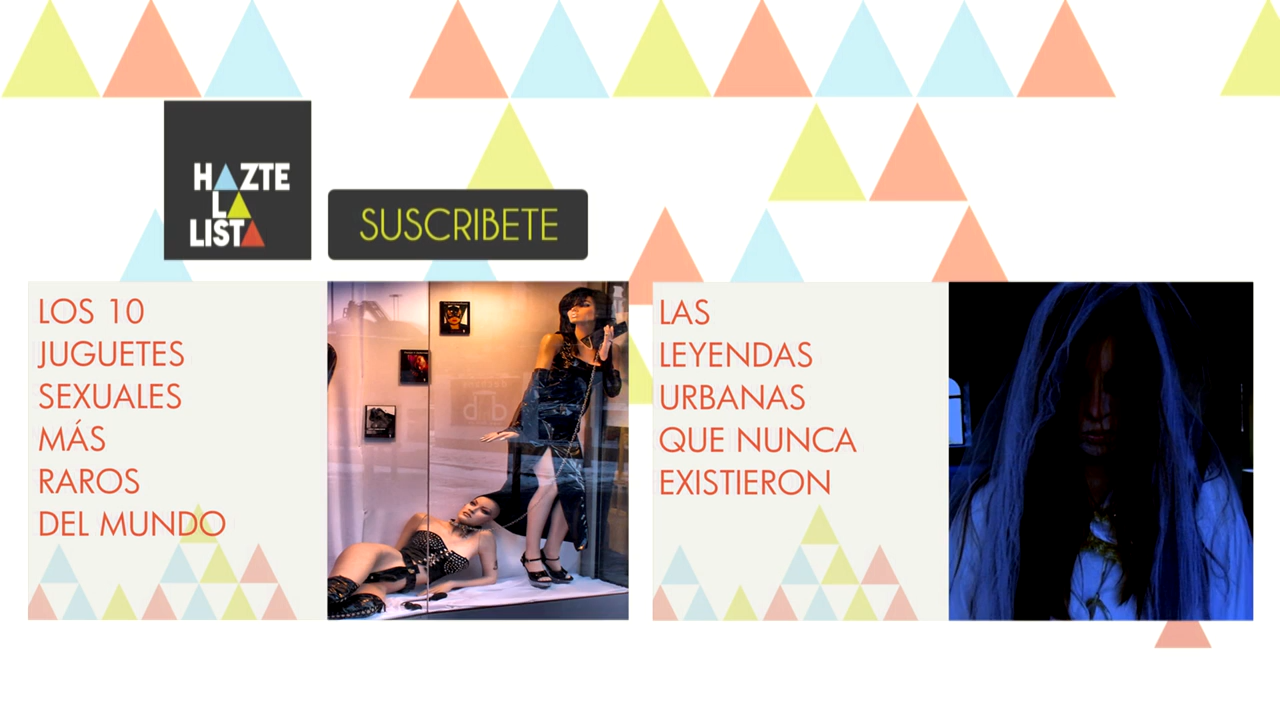 HAZTE
LA
LISTA
SUSCRIBETE
LOS 10
JUGUETES
SEXUALES
MÁS
RAROS
DEL MUNDO
LAS
LEYENDAS
URBANAS
QUE NUNCA
EXISTIERON